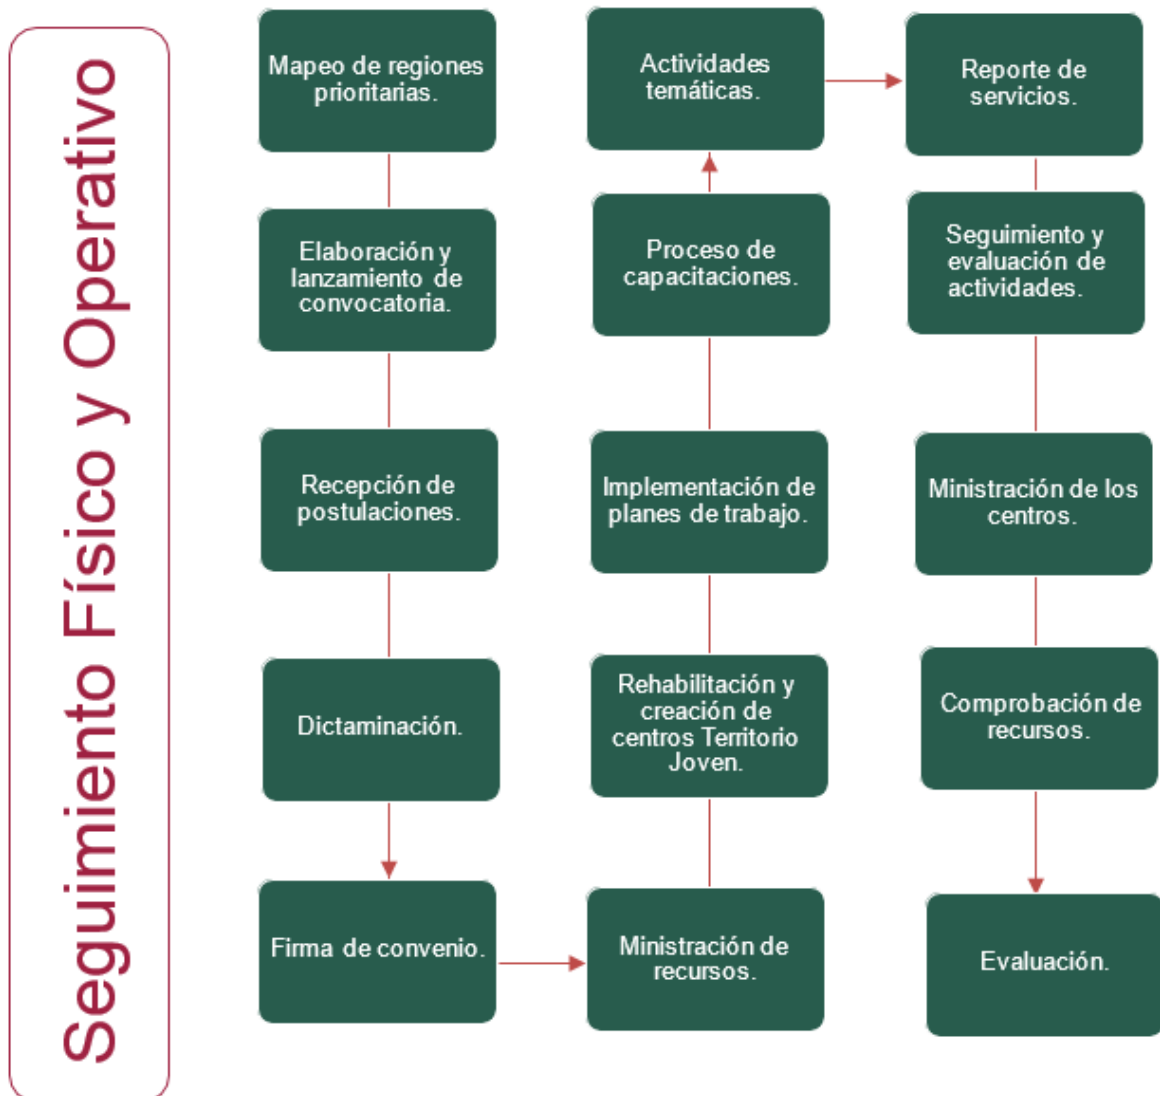 Seguimiento Físico y Operativo
Mapeo de regiones
prioritarias.
Elaboración y
lanzamiento de
convocatoria.
Recepción de
postulaciones.
Dictaminación.
Firma de convenio.
Ministración de
recursos.
Rehabilitación y
creación de
centros Territorio
Joven.
Implementación de
planes de trabajo.
Proceso de
capacitaciones.
Actividades
temáticas.
Reporte de
servicios.
Seguimiento y
evaluación de
actividades.
Ministración de los
centros.
Comprobación de
recursos.
Evaluación.